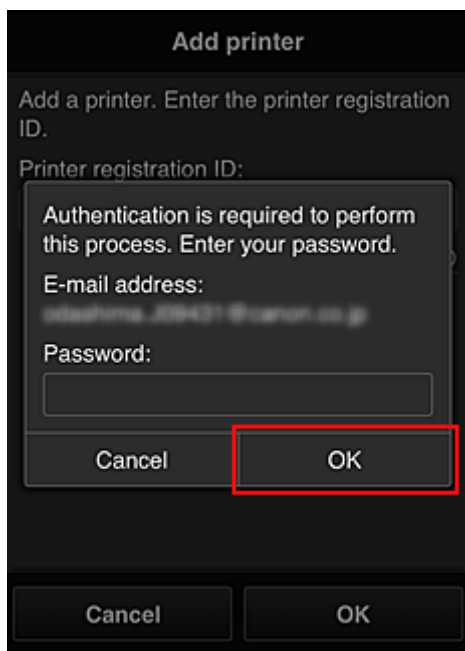 Add printer
Add a printer. Enter the printer registration
ID.
Printer registration ID:
Authentication is required to perform
this process. Enter your password.
E-mail address:
Password:
Cancel
OK
Cancel
OK